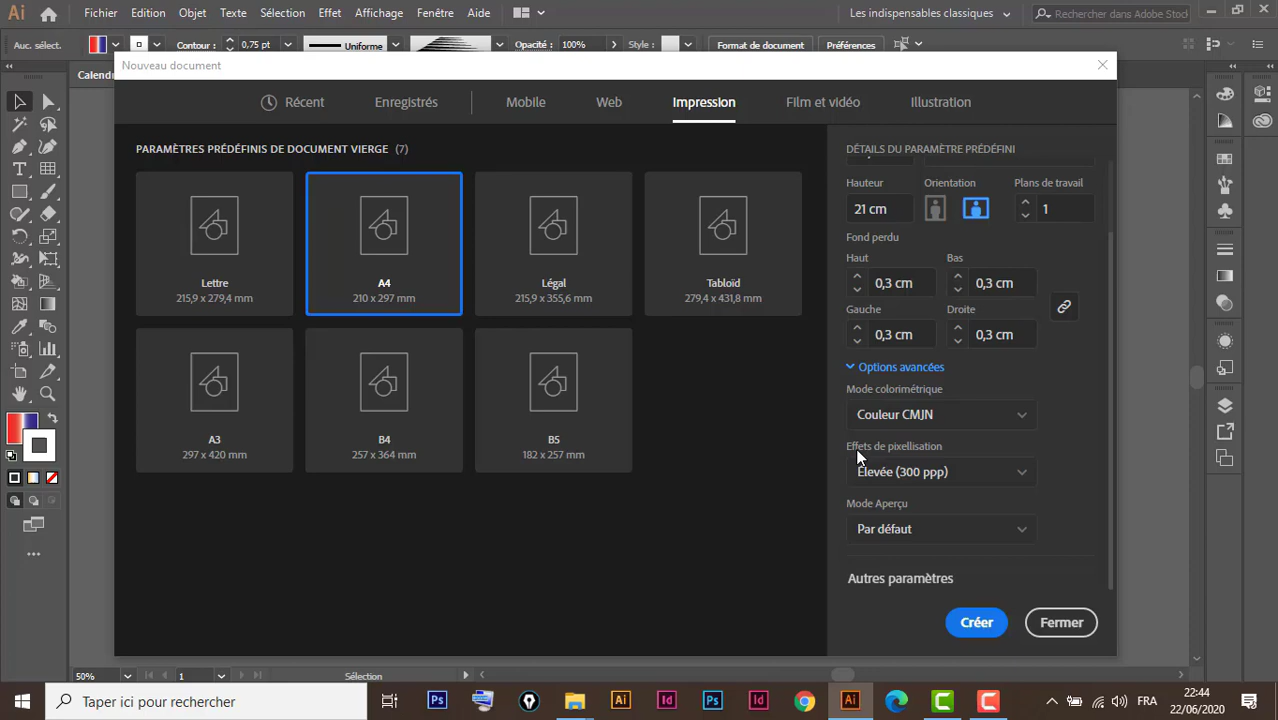 Ai Fichier Edition Objet Texte Sélection Effet Affichage Fenêtre Aide Les indispensables classiques Rechercher dans Adobe Stock
Auc. sélect. Contour : 0,75 pt Uniforme Opacité : 100% Style : Format de document Préférences
Calend
Nouveau document
Récent Enregistrés Mobile Web Impression Film et vidéo Illustration
PARAMÈTRES PRÉDÉFINIS DE DOCUMENT VIERGE (7)
Lettre
215,9 x 279,4 mm
A4
210 x 297 mm
Légal
215,9 x 355,6 mm
Tabloïd
279,4 x 431,8 mm
A3
297 x 420 mm
B4
257 x 364 mm
B5
182 x 257 mm
DÉTAILS DU PARAMÈTRE PRÉDÉFINI
Hauteur Orientation Plans de travail
21 cm 1
Fond perdu
Haut Bas
0,3 cm 0,3 cm
Gauche Droite
0,3 cm 0,3 cm
Options avancées
Mode colorimétrique
Couleur CMJN
Effets de pixellisation
Élevée (300 ppp)
Mode Aperçu
Par défaut
Autres paramètres
Créer Fermer
50% 1 Sélection
Taper ici pour rechercher
Ps Ai Id Ps Id Ai
FRA
22:44
22/06/2020